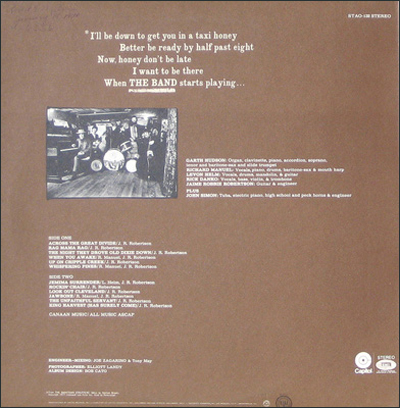 STAO-132 STEREO
"I'll be down to get you in a taxi honey
Better be ready by half past eight
Now, honey don't be late
I want to be there
When THE BAND starts playing...
GARTH HUDSON: Organ, clavinette, piano, accordion, soprano,
tenor and baritone-sax and slide trumpet
RICHARD MANUEL: Vocals, piano, drums, baritone-sax & mouth harp
LEVON HELM: Vocals, drums, mandolin, & guitar
RICK DANKO: Vocals, bass, violin, & trombone
JAIME ROBBIE ROBERTSON: Guitar & engineer
PLUS
JOHN SIMON: Tuba, electric piano, high school and peck horns & engineer
SIDE ONE
ACROSS THE GREAT DIVIDE/J. R. Robertson
RAG MAMA RAG/J. R. Robertson
THE NIGHT THEY DROVE OLD DIXIE DOWN/J. R. Robertson
WHEN YOU AWAKE/R. Manuel, J. R. Robertson
UP ON CRIPPLE CREEK/J. R. Robertson
WHISPERING PINES/R. Manuel, J. R. Robertson
SIDE TWO
JEMIMA SURRENDER/L. Helm, J. R. Robertson
ROCKIN' CHAIR/J. R. Robertson
LOOK OUT CLEVELAND/J. R. Robertson
JAWBONE/R. Manuel, J. R. Robertson
THE UNFAITHFUL SERVANT/J. R. Robertson
KING HARVEST (HAS SURELY COME)/J. R. Robertson
CANAAN MUSIC/ALL MUSIC ASCAP
ENGINEER-MIXING: JOE ZAGARINO & Tony May
PHOTOGRAPHER: ELLIOTT LANDY
ALBUM DESIGN: BOB CATO
Capitol
STEREO